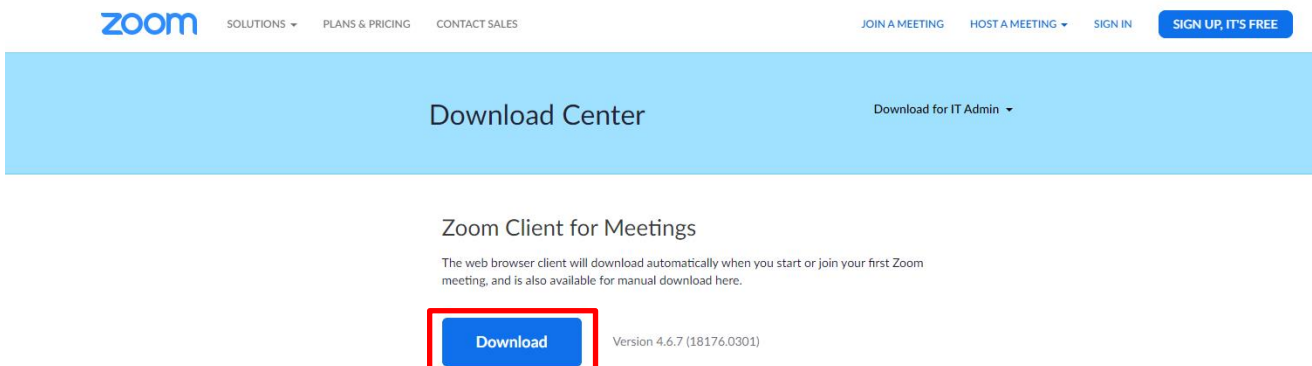 zoom SOLUTIONS PLANS & PRICING CONTACT SALES JOIN A MEETING HOST A MEETING SIGN IN SIGN UP, IT'S FREE
Download Center Download for IT Admin
Zoom Client for Meetings
The web browser client will download automatically when you start or join your first Zoom
meeting, and is also available for manual download here.
Download Version 4.6.7 (18176.0301)